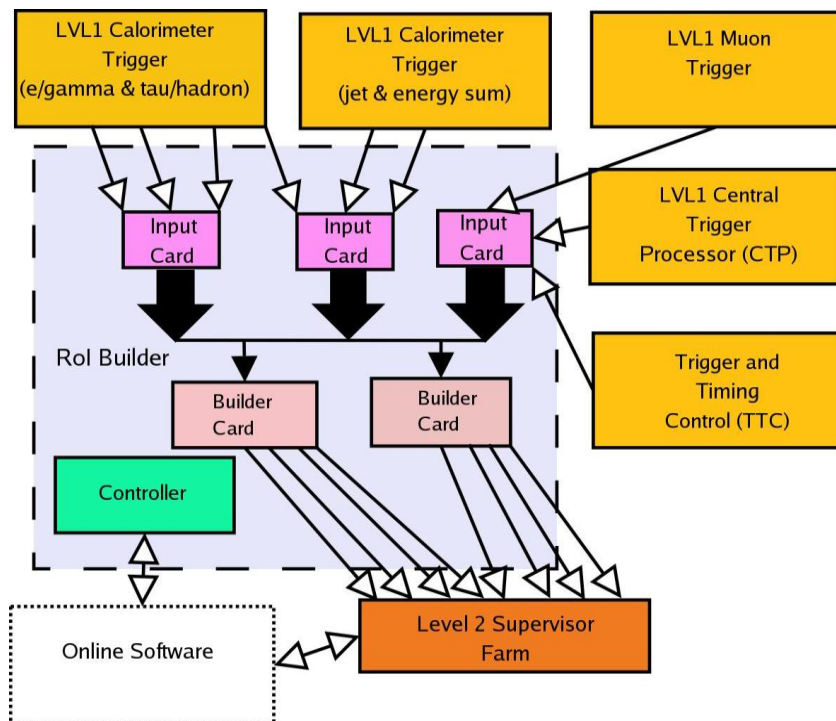 LVL1 Calorimeter
Trigger
(e/gamma & tau/hadron)
LVL1 Calorimeter
Trigger
(jet & energy sum)
LVL1 Muon
Trigger
Input
Card
Input
Card
Input
Card
LVL1 Central
Trigger
Processor (CTP)
RoI Builder
Trigger and
Timing
Control (TTC)
Builder
Card
Builder
Card
Controller
Online Software
Level 2 Supervisor
Farm